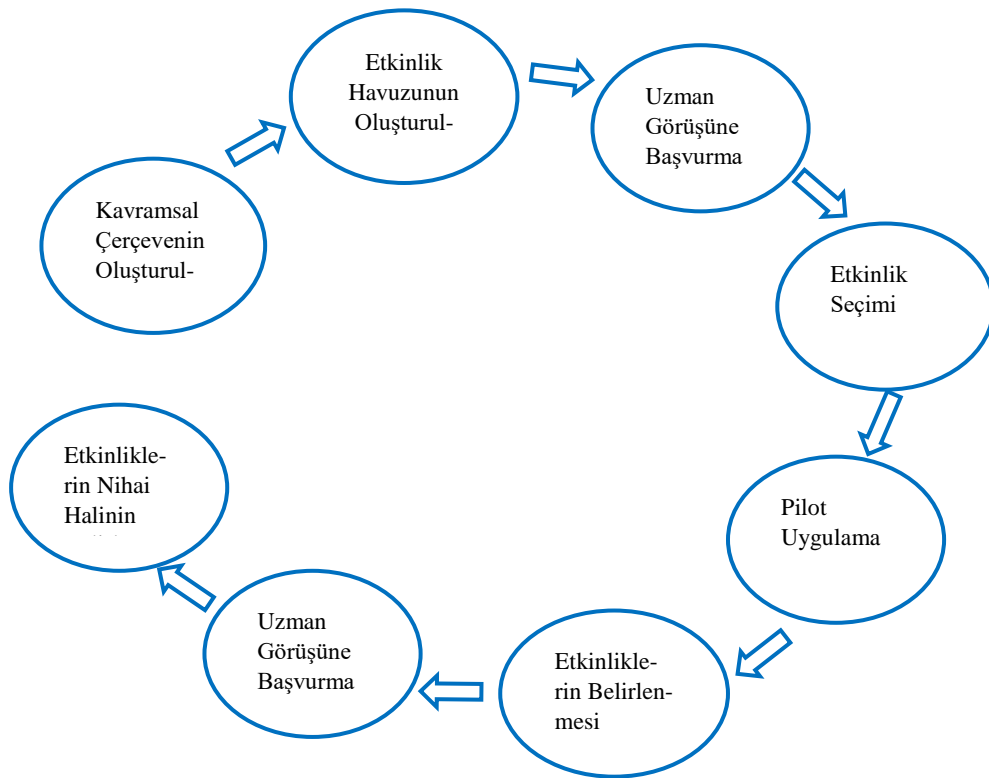 Kavramsal
Çerçevenin
Oluşturul-
Etkinlik
Havuzunun
Oluşturul-
Uzman
Görüşüne
Başvurma
Etkinlik
Seçimi
Pilot
Uygulama
Etkinlikle-
rin Belirlen-
mesi
Uzman
Görüşüne
Başvurma
Etkinlikle-
rin Nihai
Halinin